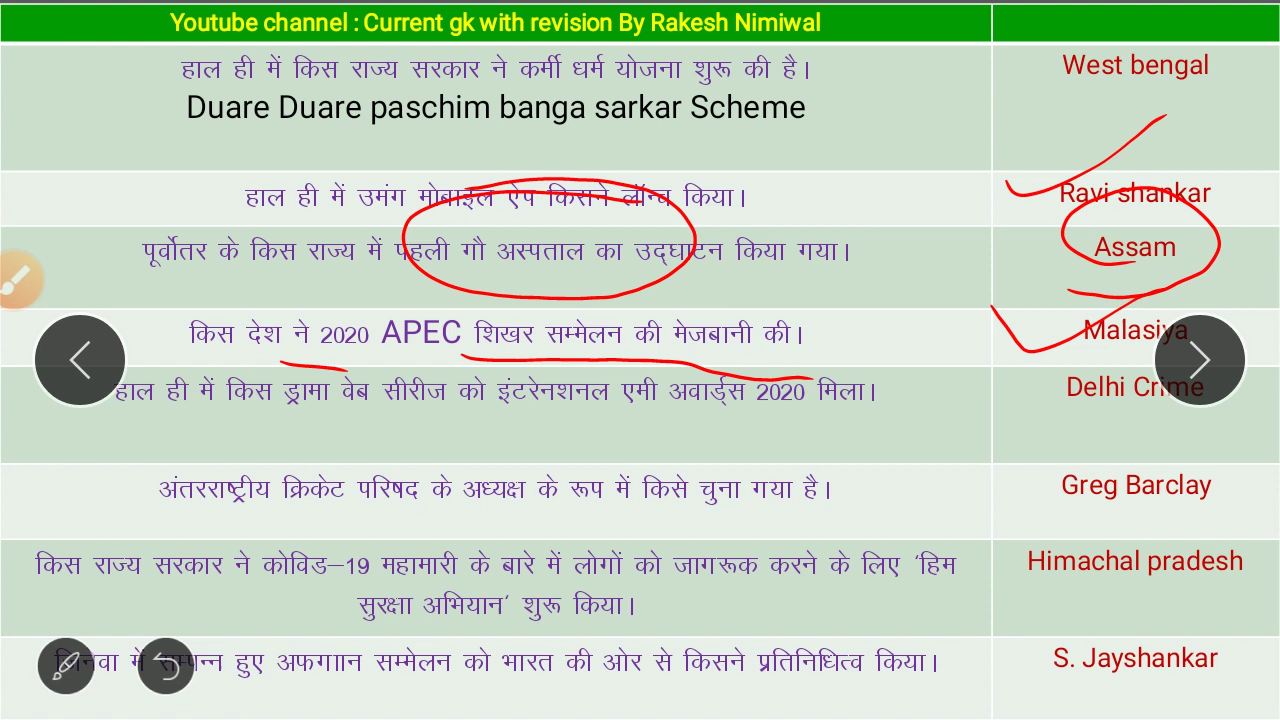 Youtube channel : Current gk with revision By Rakesh Nimiwal
हाल ही में किस राज्य सरकार ने कर्मी धर्म योजना शुरू की है।
West bengal
Duare Duare paschim banga sarkar Scheme
हाल ही में उमंग मोबाइल ऐप किसने लॉन्च किया।
Ravi shankar
पूर्वोतर के किस राज्य में पहली गौ अस्पताल का उद्घाटन किया गया।
Assam
किस देश ने 2020 APEC शिखर सम्मेलन की मेजबानी की।
Malasiya
हाल ही में किस ड्रामा वेब सीरीज को इंटरेनशनल एमी अवार्ड्स 2020 मिला।
Delhi Crime
अंतरराष्ट्रीय क्रिकेट परिषद के अध्यक्ष के रूप में किसे चुना गया है।
Greg Barclay
किस राज्य सरकार ने कोविड–19 महामारी के बारे में लोगों को जागरूक करने के लिए 'हिम
सुरक्षा अभियान' शुरू किया।
Himachal pradesh
में सम्पन्न हुए अफगाान सम्मेलन को भारत की ओर से किसने प्रतिनिधित्व किया।
S. Jayshankar